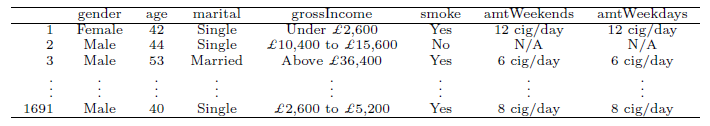 gender age marital grossIncome smoke amtWeekends amtWeekdays
1 Female 42 Single Under £2,600 Yes 12 cig/day 12 cig/day
2 Male 44 Single £10,400 to £15,600 No N/A N/A
3 Male 53 Married Above £36,400 Yes 6 cig/day 6 cig/day
. . . . . . . .
. . . . . . . .
. . . . . . . .
1691 Male 40 Single £2,600 to £5,200 Yes 8 cig/day 8 cig/day